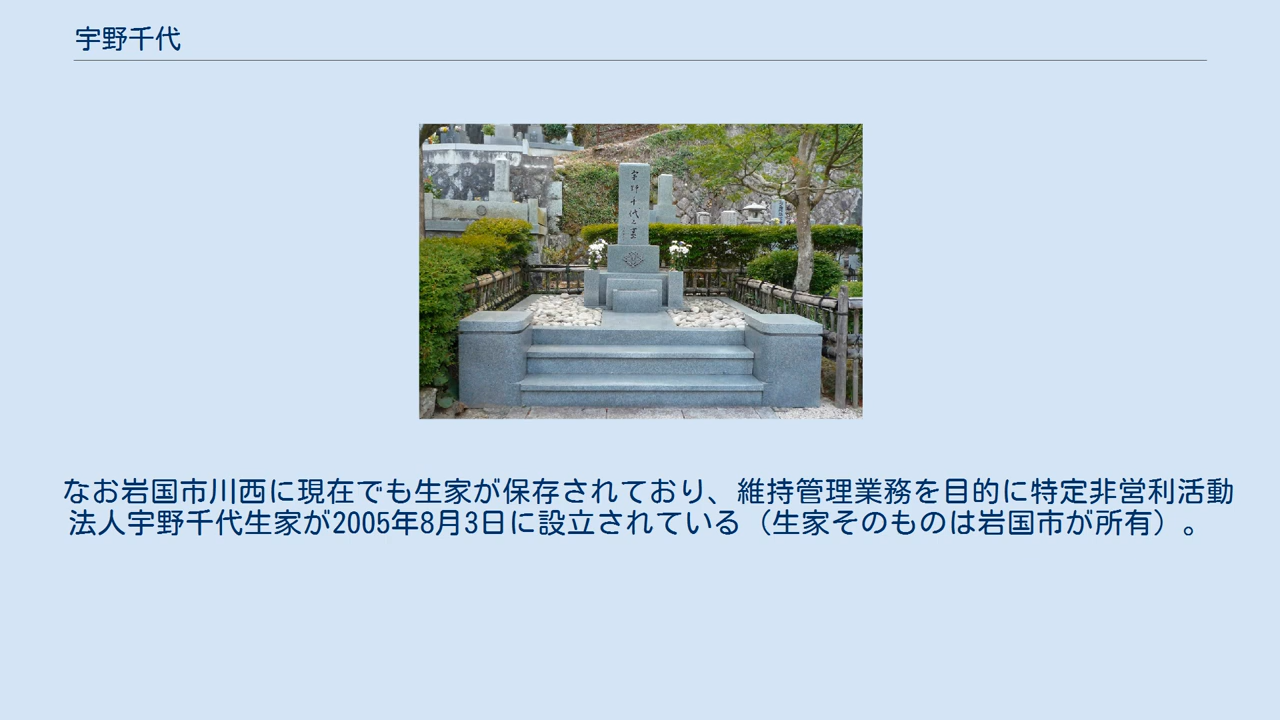 宇野千代
宇野千代之墓
なお岩国市川西に現在でも生家が保存されており、維持管理業務を目的に特定非営利活動
法人宇野千代生家が2005年8月3日に設立されている（生家そのものは岩国市が所有）。